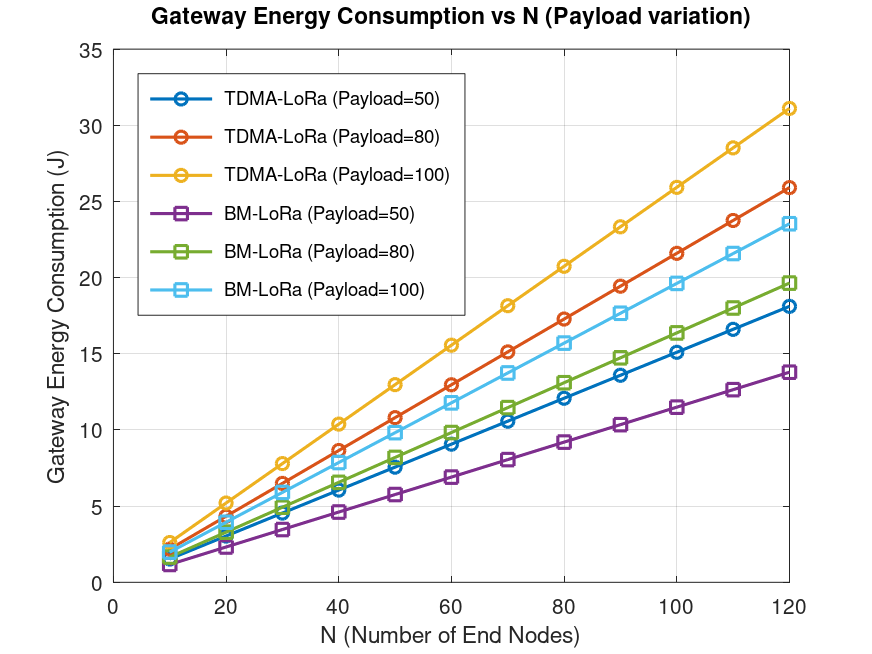 Gateway Energy Consumption vs N (Payload variation)
35
30
25
20
15
10
5
0
Gateway Energy Consumption (J)
TDMA-LoRa (Payload=50)
TDMA-LoRa (Payload=80)
TDMA-LoRa (Payload=100)
BM-LoRa (Payload=50)
BM-LoRa (Payload=80)
BM-LoRa (Payload=100)
0 20 40 60 80 100 120
N (Number of End Nodes)